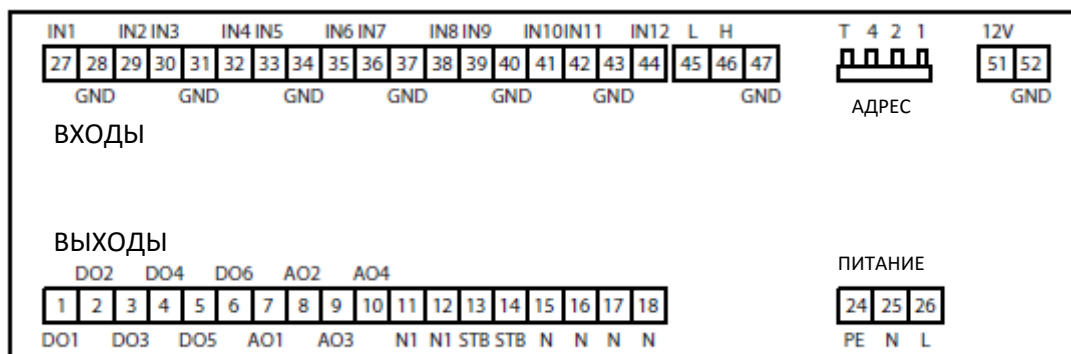 IN1 IN2 IN3 IN4 IN5 IN6 IN7 IN8 IN9 IN10 IN11 IN12 L H T 4 2 1 12V
27 28 29 30 31 32 33 34 35 36 37 38 39 40 41 42 43 44 45 46 47 51 52
GND GND GND GND GND GND GND GND
АДРЕС
ВХОДЫ
ВЫХОДЫ
DO2 DO4 DO6 AO2 AO4 ПИТАНИЕ
1 2 3 4 5 6 7 8 9 10 11 12 13 14 15 16 17 18 24 25 26
DO1 DO3 DO5 AO1 AO3 N1 N1 STB STB N N N N PE N L